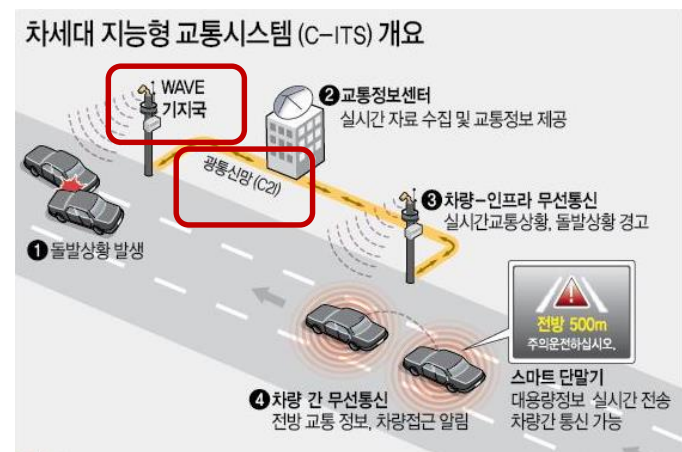 차세대 지능형 교통시스템 (C-ITS) 개요
WAVE
기지국
❷교통정보센터
실시간 자료 수집 및 교통정보 제공
광통신망 (C2I)
❸차량-인프라 무선통신
실시간교통상황, 돌발상황 경고
❶돌발상황 발생
전방 500m
주의운전하십시오.
스마트 단말기
대용량정보 실시간 전송
차량간 통신 가능
❹차량 간 무선통신
전방 교통 정보, 차량접근 알림